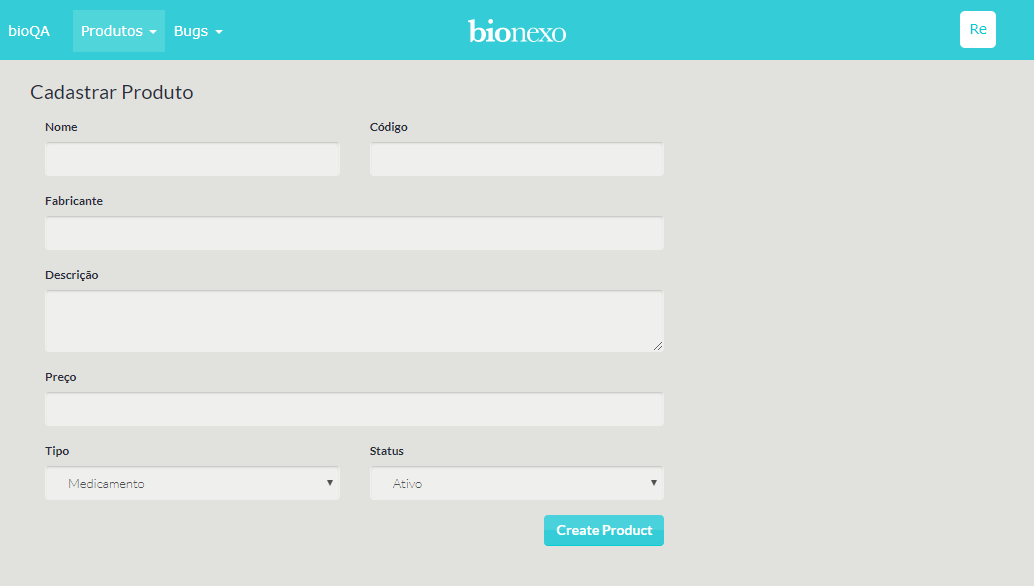 bioQA Produtos Bugs bionexo Re
Cadastrar Produto
Nome Código
Fabricante
Descrição
Preço
Tipo Status
Medicamento Ativo
Create Product